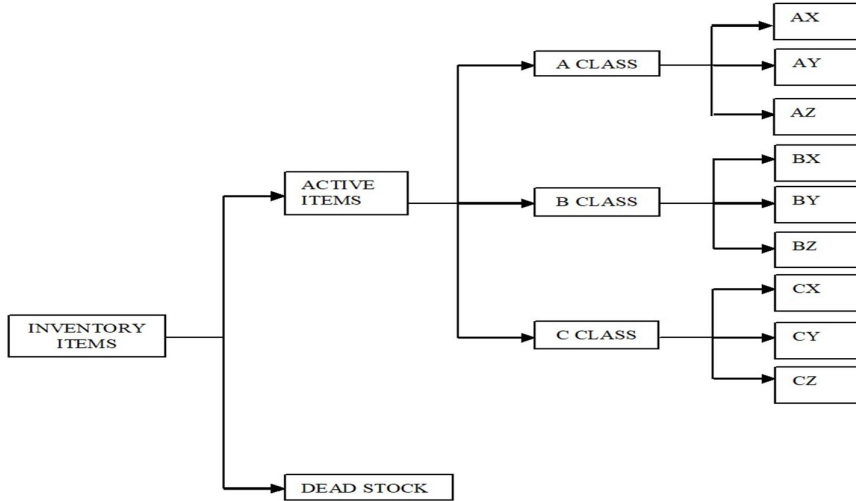 INVENTORY
ITEMS
ACTIVE
ITEMS
DEAD STOCK
A CLASS
B CLASS
C CLASS
AX
AY
AZ
BX
BY
BZ
CX
CY
CZ